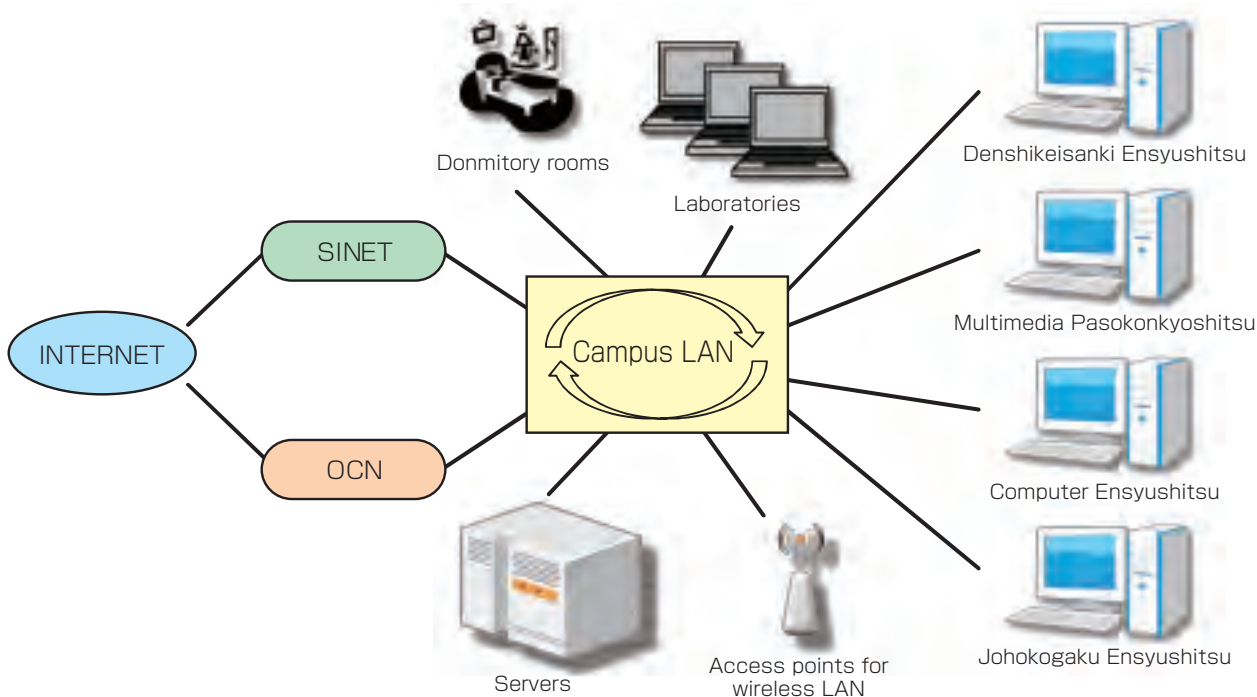 Donmitory rooms
Laboratories
Denshikeisanki Ensyushitsu
SINET
Multimedia Pasokonkyoshitsu
INTERNET
Campus LAN
OCN
Computer Ensyushitsu
Servers
Access points for
wireless LAN
Johokogaku Ensyushitsu